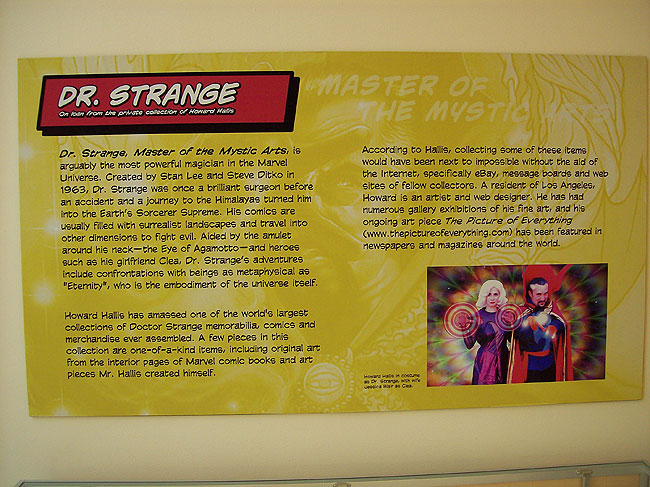 DR. STRANGE
On loan from the private collection of Howard Hallis
MASTER OF
THE MYSTIC ARTS
Dr. Strange, Master of the Mystic Arts, is
arguably the most powerful magician in the Marvel
Universe. Created by Stan Lee and Steve Ditko in
1963, Dr. Strange was once a brilliant surgeon before
an accident and a journey to the Himalayas turned him
into the Earth's Sorcerer Supreme. His comics are
usually filled with surrealist landscapes and travel into
other dimensions to fight evil. Aided by the amulet
around his neck—the Eye of Agamotto—and heroes
such as his girlfriend Clea, Dr. Strange's adventures
include confrontations with beings as metaphysical as
"Eternity", who is the embodiment of the universe itself.
Howard Hallis has amassed one of the world's largest
collections of Doctor Strange memorabilia, comics and
merchandise ever assembled. A few pieces in this
collection are one-of-a-kind items, including original art
from the interior pages of Marvel comic books and art
pieces Mr. Hallis created himself.
According to Hallis, collecting some of these items
would have been next to impossible without the aid of
the Internet, specifically eBay, message boards and web
sites of fellow collectors. A resident of Los Angeles,
Howard is an artist and web designer. He has had
numerous gallery exhibitions of his fine art, and his
ongoing art piece The Picture of Everything
(www.thepictureofeverything.com) has been featured in
newspapers and magazines around the world.
Howard Hallis in costume
as Dr. Strange, with wife
as Clea.